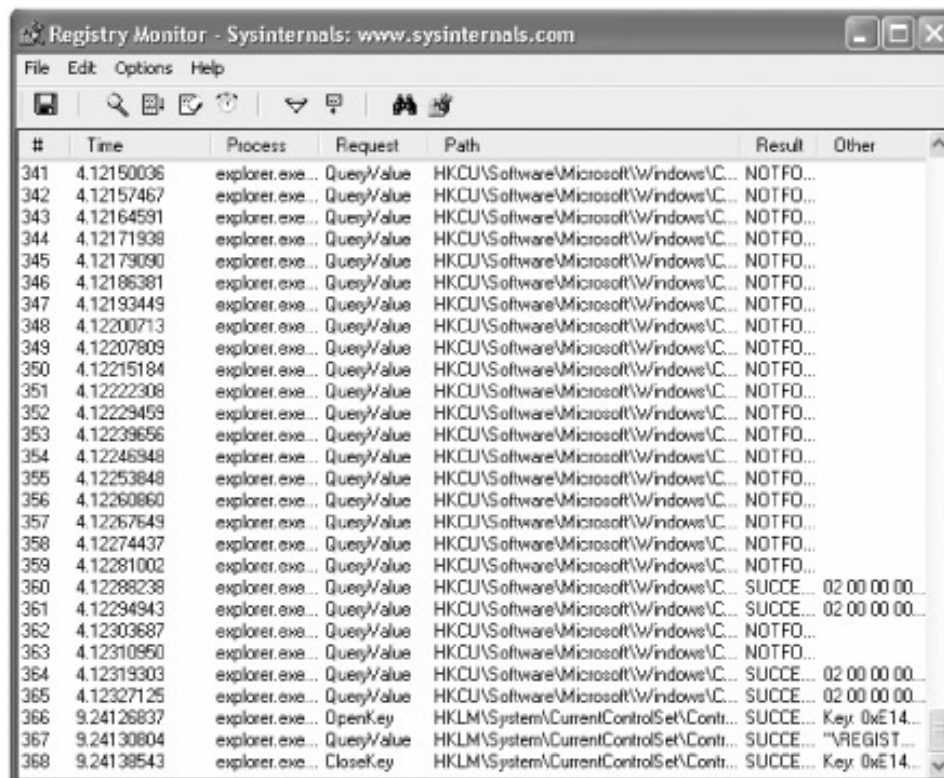 Registry Monitor - Sysinternals: www.sysinternals.com
File Edit Options Help
# Time Process Request Path Result Other
341 4.12150036 explorer.exe... QueryValue HKCU\Software\Microsoft\Windows\C... NOTFO...
342 4.12157467 explorer.exe... QueryValue HKCU\Software\Microsoft\Windows\C... NOTFO...
343 4.12164591 explorer.exe... QueryValue HKCU\Software\Microsoft\Windows\C... NOTFO...
344 4.12171938 explorer.exe... QueryValue HKCU\Software\Microsoft\Windows\C... NOTFO...
345 4.12179090 explorer.exe... QueryValue HKCU\Software\Microsoft\Windows\C... NOTFO...
346 4.12186381 explorer.exe... QueryValue HKCU\Software\Microsoft\Windows\C... NOTFO...
347 4.12193449 explorer.exe... QueryValue HKCU\Software\Microsoft\Windows\C... NOTFO...
348 4.12200713 explorer.exe... QueryValue HKCU\Software\Microsoft\Windows\C... NOTFO...
349 4.12207809 explorer.exe... QueryValue HKCU\Software\Microsoft\Windows\C... NOTFO...
350 4.12215184 explorer.exe... QueryValue HKCU\Software\Microsoft\Windows\C... NOTFO...
351 4.12222308 explorer.exe... QueryValue HKCU\Software\Microsoft\Windows\C... NOTFO...
352 4.12229459 explorer.exe... QueryValue HKCU\Software\Microsoft\Windows\C... NOTFO...
353 4.12239656 explorer.exe... QueryValue HKCU\Software\Microsoft\Windows\C... NOTFO...
354 4.12246948 explorer.exe... QueryValue HKCU\Software\Microsoft\Windows\C... NOTFO...
355 4.12253848 explorer.exe... QueryValue HKCU\Software\Microsoft\Windows\C... NOTFO...
356 4.12260860 explorer.exe... QueryValue HKCU\Software\Microsoft\Windows\C... NOTFO...
357 4.12267649 explorer.exe... QueryValue HKCU\Software\Microsoft\Windows\C... NOTFO...
358 4.12274437 explorer.exe... QueryValue HKCU\Software\Microsoft\Windows\C... NOTFO...
359 4.12281002 explorer.exe... QueryValue HKCU\Software\Microsoft\Windows\C... NOTFO...
360 4.12288238 explorer.exe... QueryValue HKCU\Software\Microsoft\Windows\C... SUCCE... 02 00 00 00...
361 4.12294943 explorer.exe... QueryValue HKCU\Software\Microsoft\Windows\C... SUCCE... 02 00 00 00...
362 4.12303687 explorer.exe... QueryValue HKCU\Software\Microsoft\Windows\C... NOTFO...
363 4.12310950 explorer.exe... QueryValue HKCU\Software\Microsoft\Windows\C... NOTFO...
364 4.12319303 explorer.exe... QueryValue HKCU\Software\Microsoft\Windows\C... SUCCE... 02 00 00 00...
365 4.12327125 explorer.exe... QueryValue HKCU\Software\Microsoft\Windows\C... SUCCE... 02 00 00 00...
366 9.24126837 explorer.exe... OpenKey HKLM\System\CurrentControlSet\Contr... SUCCE... Key: 0xE14...
367 9.24130804 explorer.exe... QueryValue HKLM\System\CurrentControlSet\Contr... SUCCE... "\REGIST...
368 9.24138543 explorer.exe... CloseKey HKLM\System\CurrentControlSet\Contr... SUCCE... Key: 0xE14...